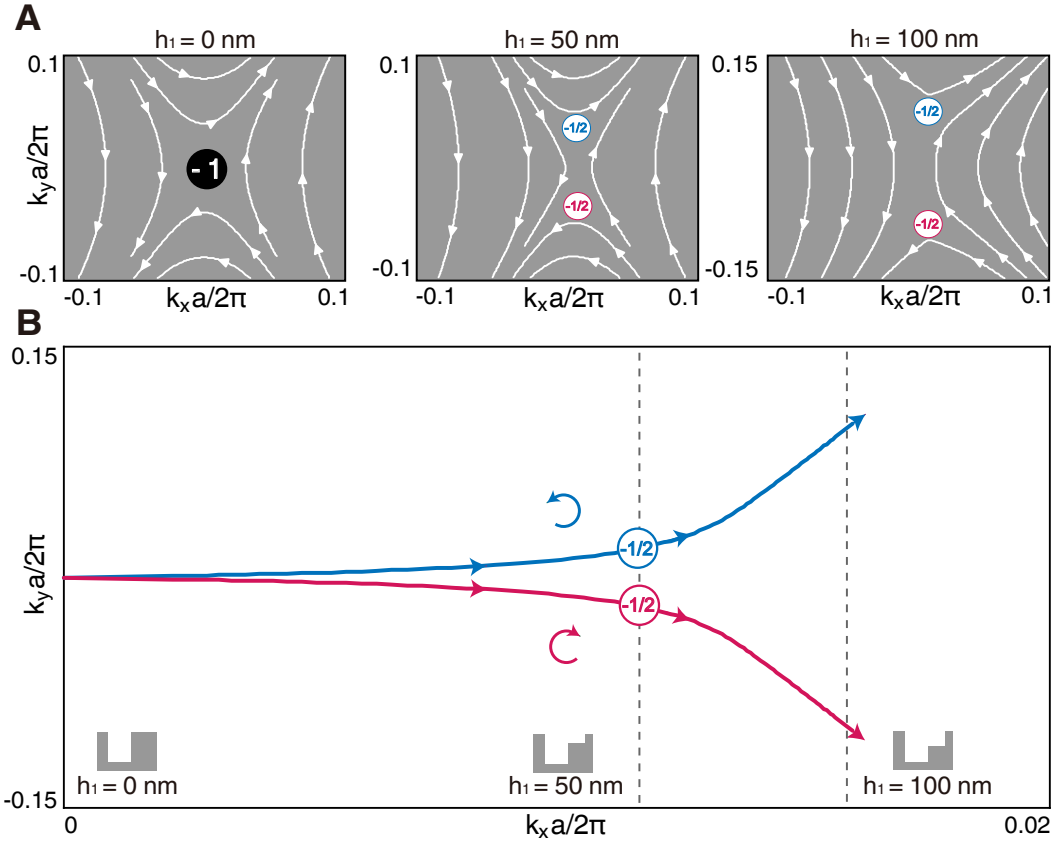 A
h₁ = 0 nm
h₁ = 50 nm
h₁ = 100 nm
0.1
0.1
0.15
kya/2π
-1
-1/2
-1/2
-1/2
-1/2
-0.1
-0.1
-0.15
-0.1
kxa/2π
0.1
-0.1
kxa/2π
0.1
-0.1
kxa/2π
0.1
B
0.15
kya/2π
-1/2
-1/2
h₁ = 0 nm
h₁ = 50 nm
h₁ = 100 nm
-0.15
0
kxa/2π
0.02